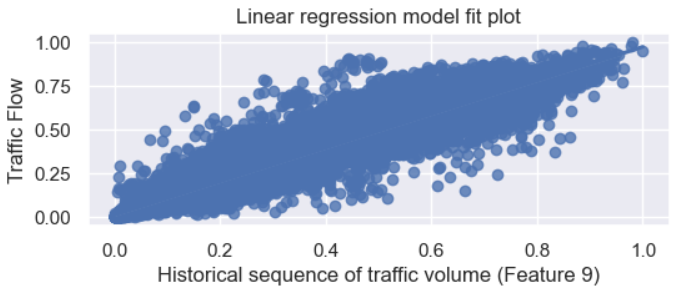 Linear regression model fit plot
1.00
0.75
0.50
0.25
0.00
Traffic Flow
0.0 0.2 0.4 0.6 0.8 1.0
Historical sequence of traffic volume (Feature 9)